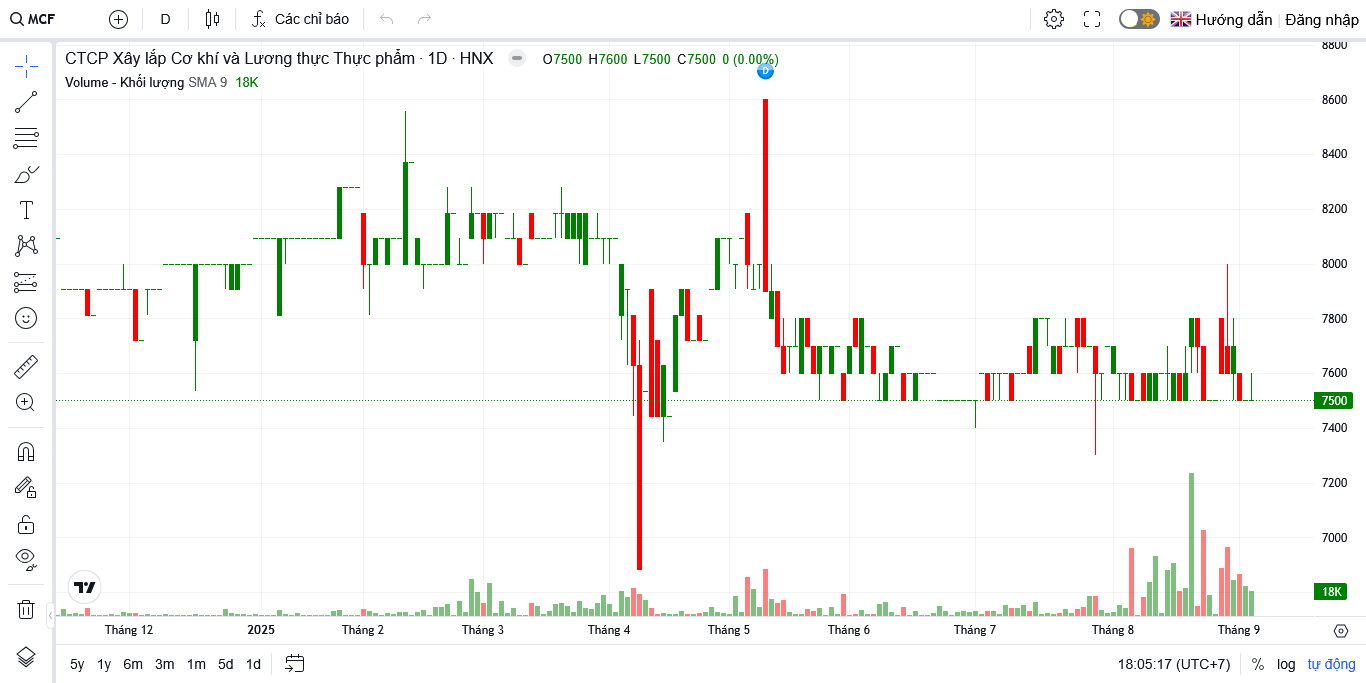 MCF
D
Các chỉ báo
Hướng dẫn
Đăng nhập
CTCP Xây lắp Cơ khí và Lương thực Thực phẩm · 1D · HNX
O7500 H7600 L7500 C7500 0 (0.00%)
Volume - Khối lượng SMA 9 18K
D
8800
8600
8400
8200
8000
7800
7600
7500
7400
7200
7000
18K
Tháng 12
2025
Tháng 2
Tháng 3
Tháng 4
Tháng 5
Tháng 6
Tháng 7
Tháng 8
Tháng 9
5y 1y 6m 3m 1m 5d 1d
18:05:17 (UTC+7)
% log tự động